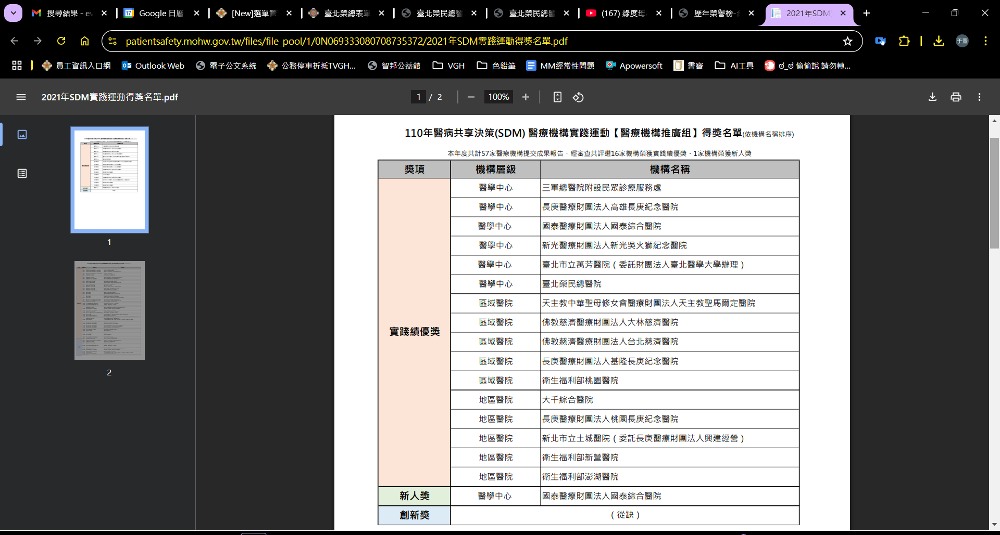 搜尋結果 - ev
Google 日曆
[New]選單管
臺北榮總表單
臺北榮民總醫
臺北榮民總醫
(167) 綠度母
歷年榮譽榜-
2021年SDM
patientsafety.mohw.gov.tw/files/file_pool/1/0N069333080708735372/2021年SDM實踐運動得獎名單.pdf
于萱
員工資訊入口網
Outlook Web
電子公文系統
公務停車折抵TVGH...
智邦公益館
VGH
色鉛筆
MM經常性問題
Apowersoft
書寶
AI工具
ಠ_ಠ 偷偷說 請勿轉...
2021年SDM實踐運動得獎名單.pdf
1 / 2
100%
1
2
110年醫病共享決策(SDM) 醫療機構實踐運動【醫療機構推廣組】得獎名單(依機構名稱排序)
本年度共計57家醫療機構提交成果報告，經審查共評選16家機構榮獲實踐績優獎、1家機構榮獲新人獎
獎項 機構層級 機構名稱
醫學中心 三軍總醫院附設民眾診療服務處
醫學中心 長庚醫療財團法人高雄長庚紀念醫院
醫學中心 國泰醫療財團法人國泰綜合醫院
醫學中心 新光醫療財團法人新光吳火獅紀念醫院
醫學中心 臺北市立萬芳醫院（委託財團法人臺北醫學大學辦理）
醫學中心 臺北榮民總醫院
區域醫院 天主教中華聖母修女會醫療財團法人天主教聖馬爾定醫院
區域醫院 佛教慈濟醫療財團法人大林慈濟醫院
實踐績優獎
區域醫院 佛教慈濟醫療財團法人台北慈濟醫院
區域醫院 長庚醫療財團法人基隆長庚紀念醫院
區域醫院 衛生福利部桃園醫院
地區醫院 大千綜合醫院
地區醫院 長庚醫療財團法人桃園長庚紀念醫院
地區醫院 新北市立土城醫院（委託長庚醫療財團法人興建經營）
地區醫院 衛生福利部新營醫院
地區醫院 衛生福利部澎湖醫院
新人獎 醫學中心 國泰醫療財團法人國泰綜合醫院
創新獎 （從缺）